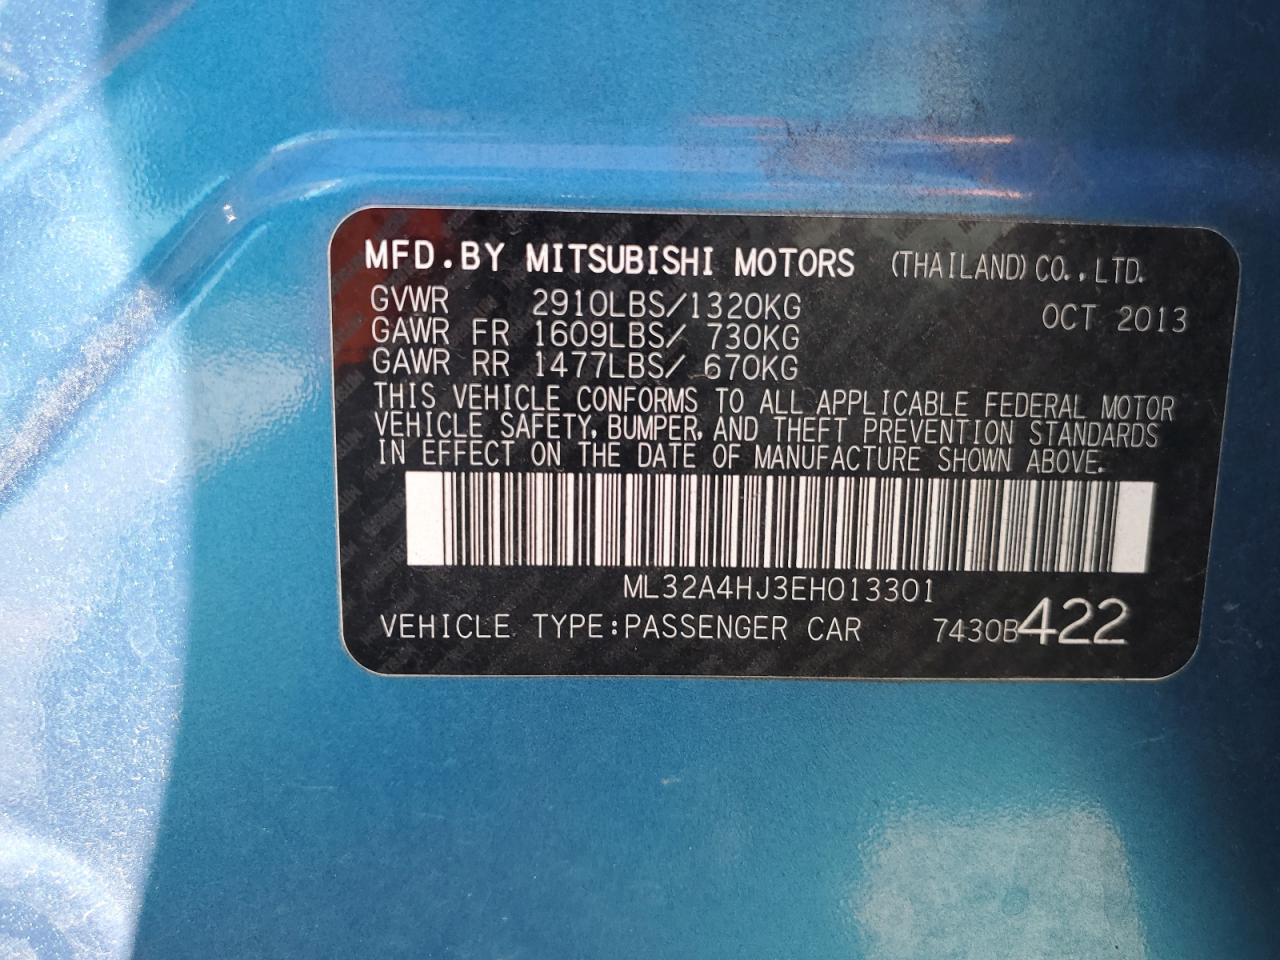 MFD.BY MITSUBISHI MOTORS (THAILAND) CO.,LTD.
GVWR 2910LBS/1320KG OCT 2013
GAWR FR 1609LBS/ 730KG
GAWR RR 1477LBS/ 670KG
THIS VEHICLE CONFORMS TO ALL APPLICABLE FEDERAL MOTOR
VEHICLE SAFETY, BUMPER, AND THEFT PREVENTION STANDARDS
IN EFFECT ON THE DATE OF MANUFACTURE SHOWN ABOVE.
ML32A4HJ3EH013301
VEHICLE TYPE:PASSENGER CAR 7430B422